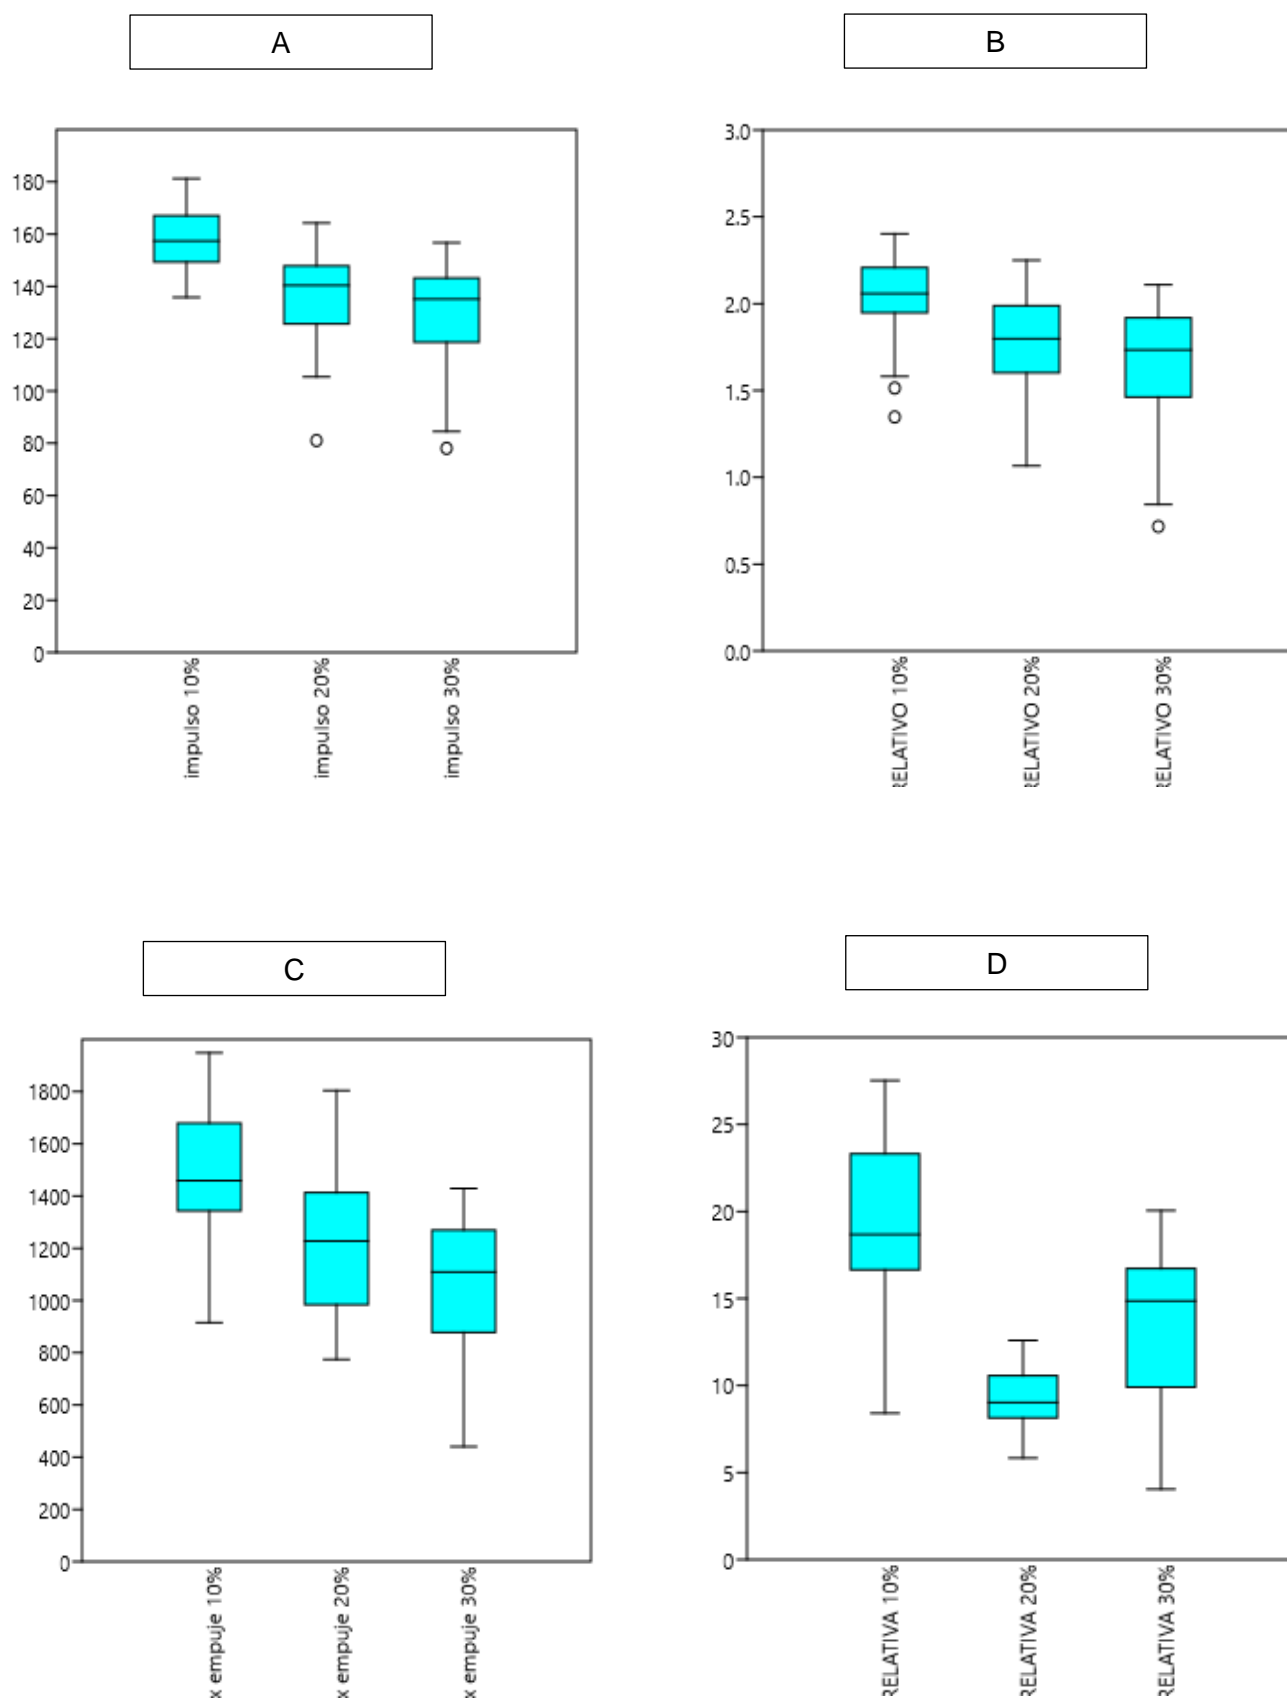 A
B
180
160
140
120
100
80
60
40
20
0
impulso 10%
impulso 20%
impulso 30%
3.0
2.5
2.0
1.5
1.0
0.5
0.0
RELATIVO 10%
RELATIVO 20%
RELATIVO 30%
C
D
1800
1600
1400
1200
1000
800
600
400
200
0
x empuje 10%
x empuje 20%
x empuje 30%
30
25
20
15
10
5
0
RELATIVA 10%
RELATIVA 20%
RELATIVA 30%